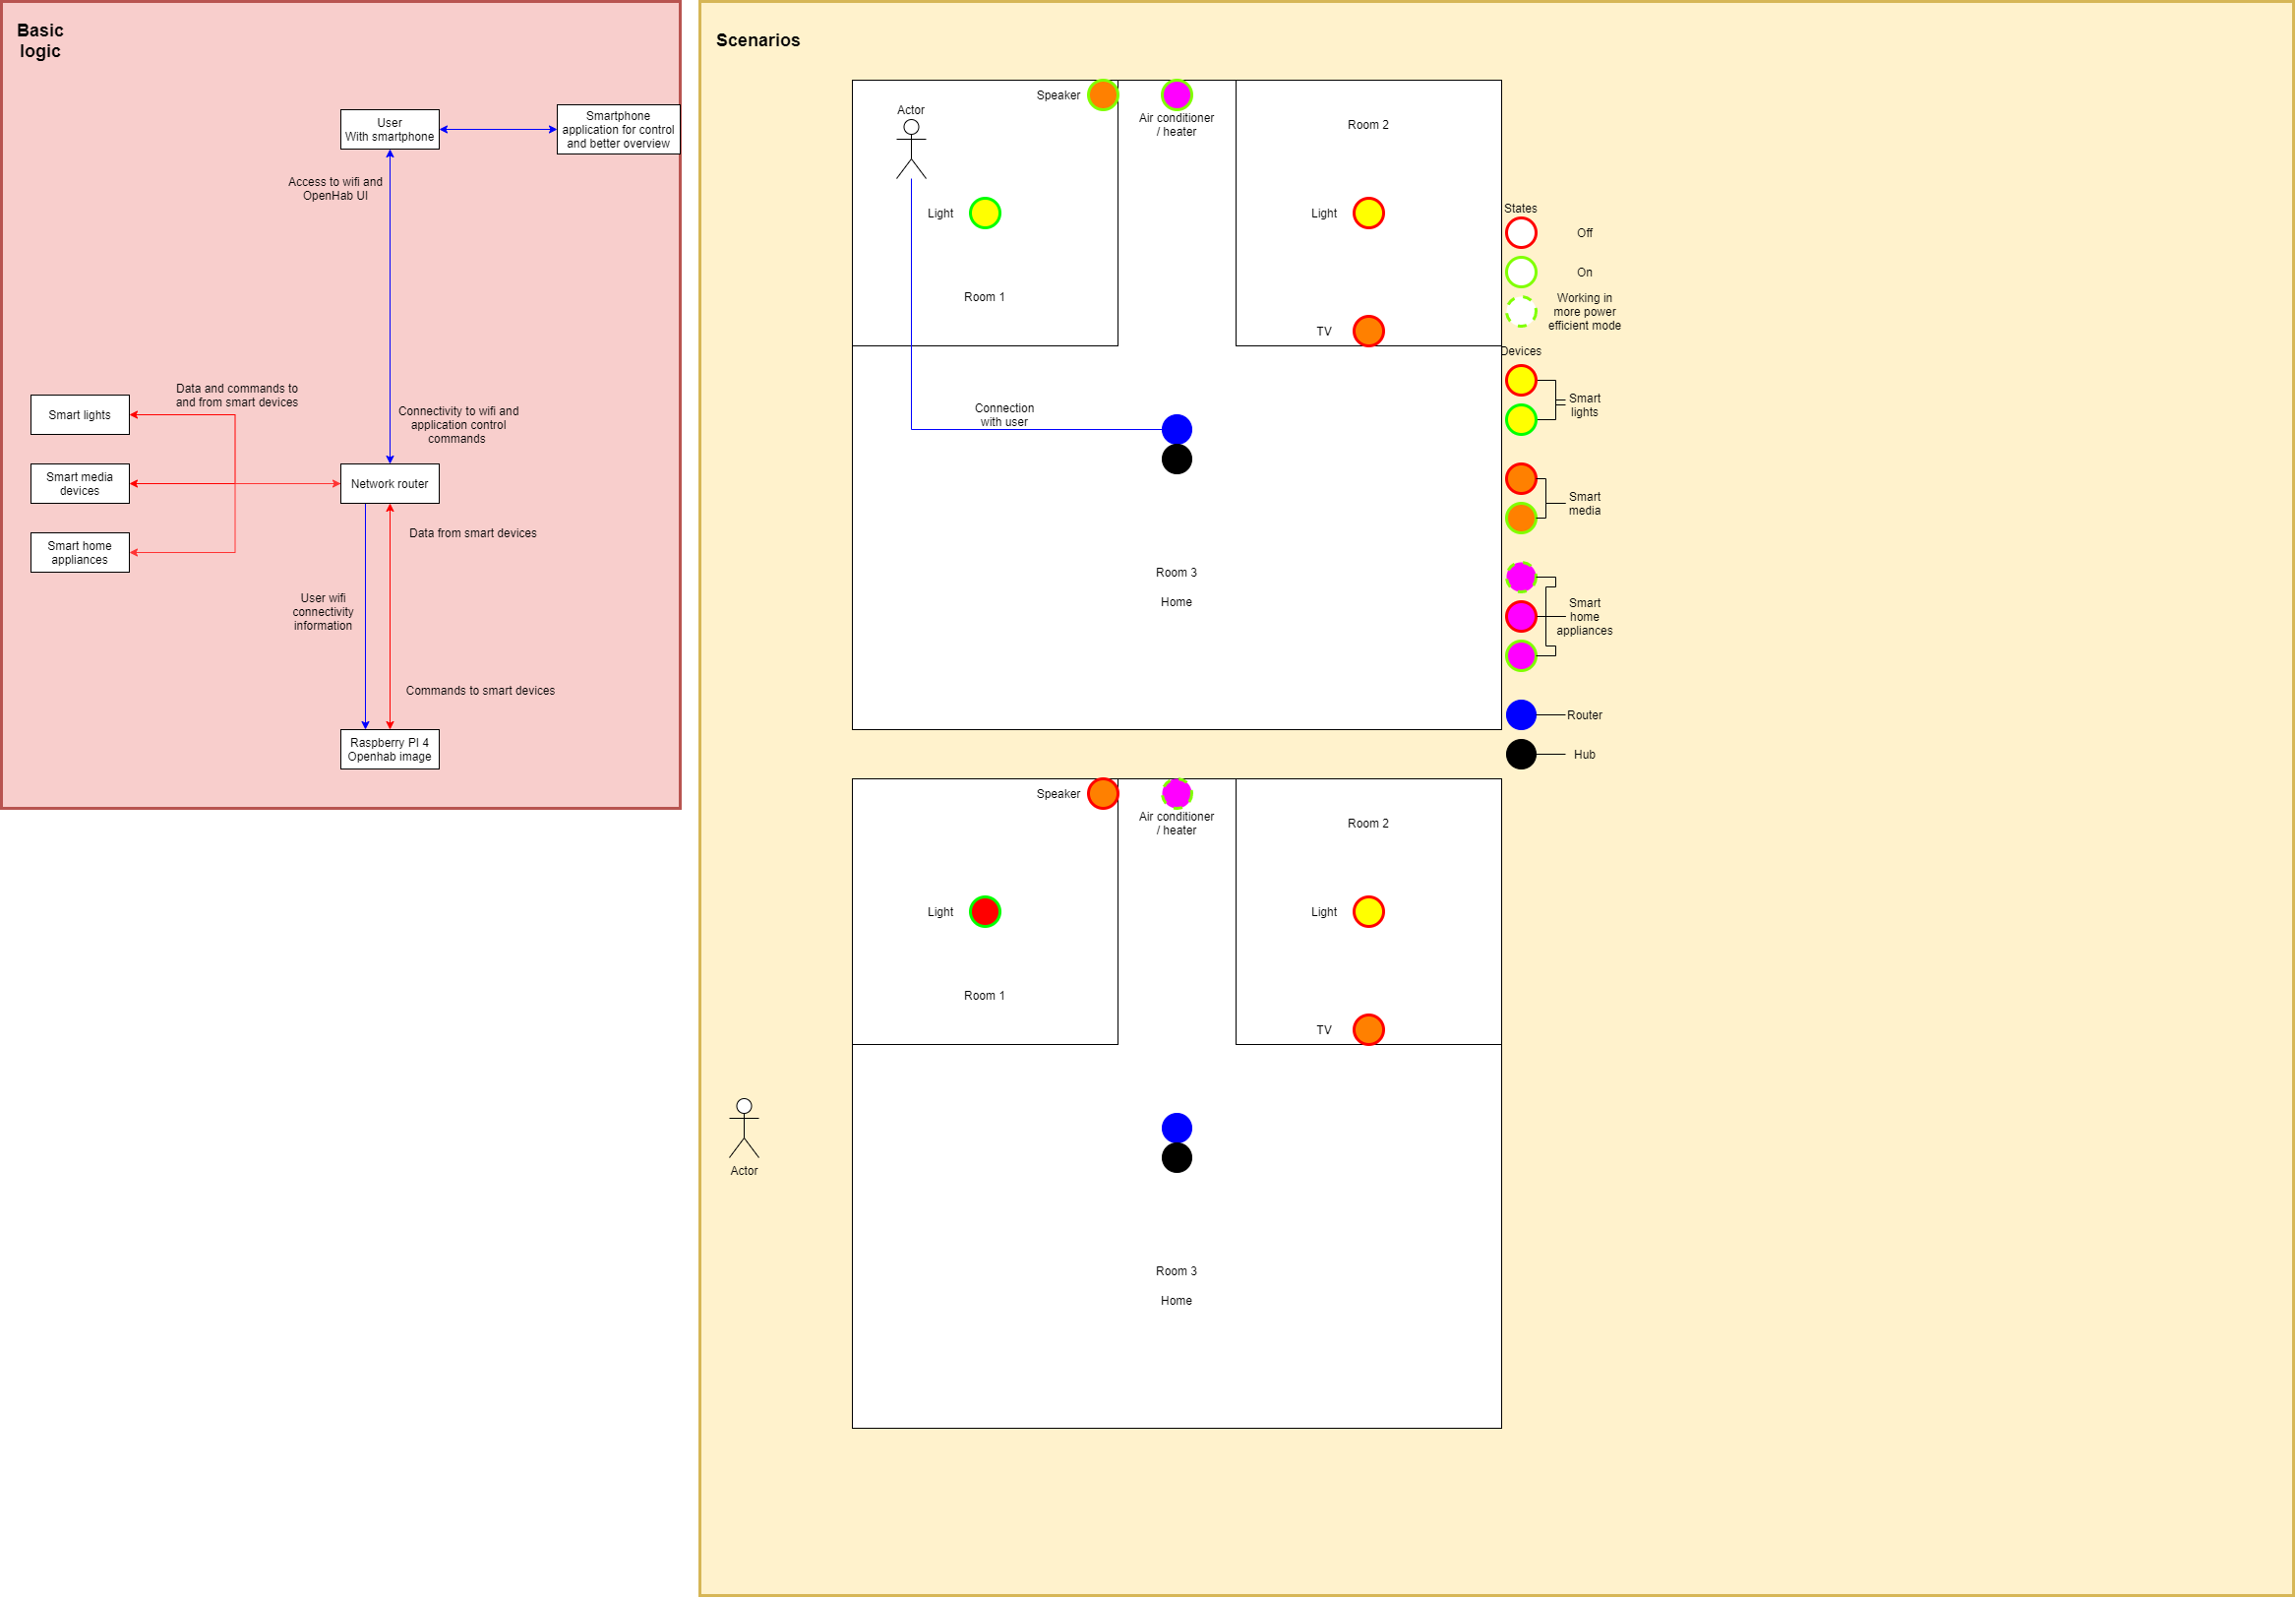 Basic
logic
User
With smartphone
Smartphone
application for control
and better overview
Access to wifi and
OpenHab UI
Data and commands to
and from smart devices
Smart lights
Connectivity to wifi and
application control
commands
Smart media
devices
Network router
Smart home
appliances
Data from smart devices
User wifi
connectivity
information
Commands to smart devices
Raspberry PI 4
Openhab image
Scenarios
Actor
Speaker
Air conditioner
/ heater
Room 2
Light
Light
Room 1
TV
Connection
with user
Room 3
Home
States
Off
On
Working in
more power
efficient mode
Devices
Smart
lights
Smart
media
Smart
home
appliances
Router
Hub
Speaker
Air conditioner
/ heater
Room 2
Light
Light
Room 1
TV
Actor
Room 3
Home